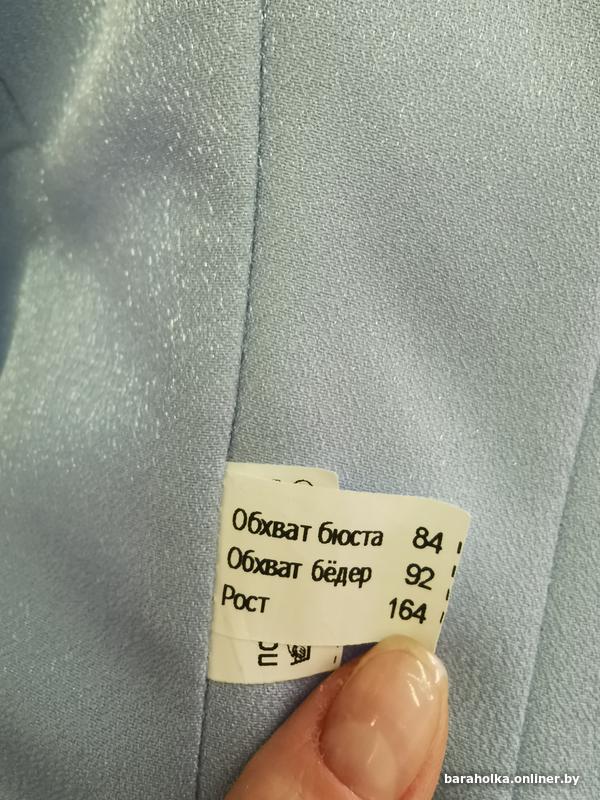 Обхват бюста 84
Обхват бёдер 92
Рост 164
baraholka.onliner.by